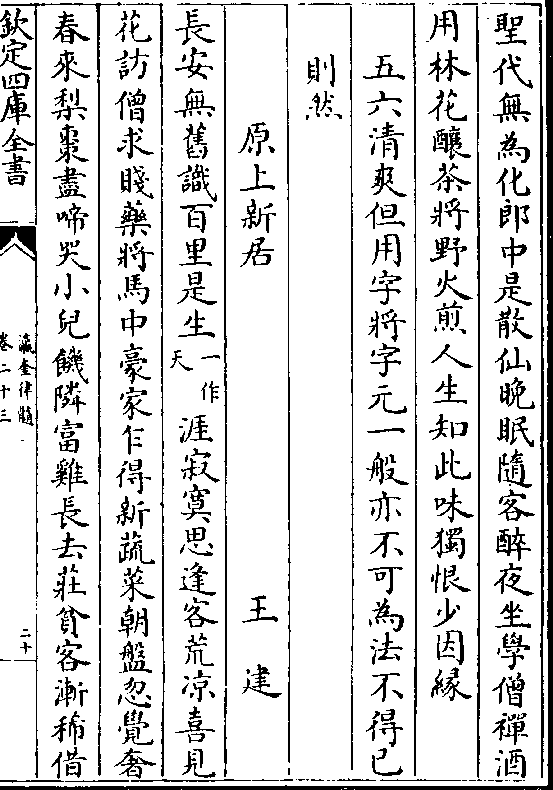 聖代無為化郎中是散仙晚眠隨客醉夜坐學僧禪酒
用林花釀茶將野火煎人生知此味獨恨少因縁
五六清爽但用字將字元一般亦不可為法不得已
則然
原上新居　王建
長安無舊識百里是生一作天涯寂寞思逢客荒凉喜見
花訪僧求賤藥將馬中豪家乍得新蔬菜朝盤忽覺奢
春來梨棗盡啼哭小兒饑隣富雞長去莊貧客漸稀借
欽定四庫全書
瀛奎律髓
卷二十三
二十